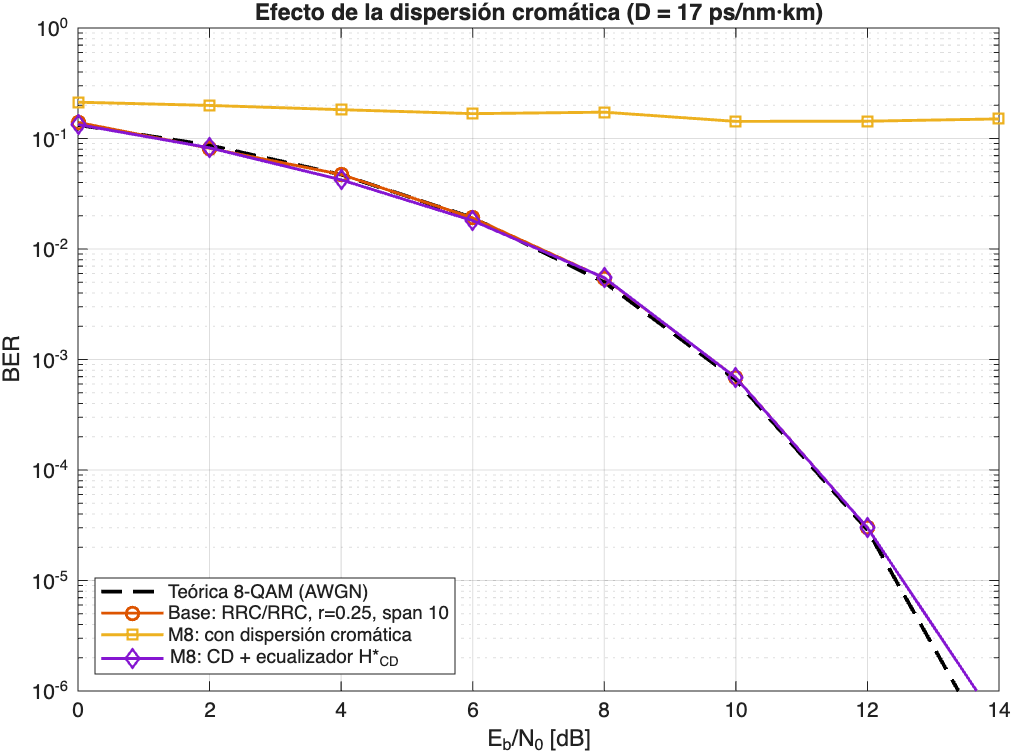 Efecto de la dispersión cromática (D = 17 ps/nm·km)
10⁰
10⁻¹
10⁻²
10⁻³
10⁻⁴
10⁻⁵
10⁻⁶
BER
Teórica 8-QAM (AWGN)
Base: RRC/RRC, r=0.25, span 10
M8: con dispersión cromática
M8: CD + ecualizador H*CD
0 2 4 6 8 10 12 14
Eb/N0 [dB]